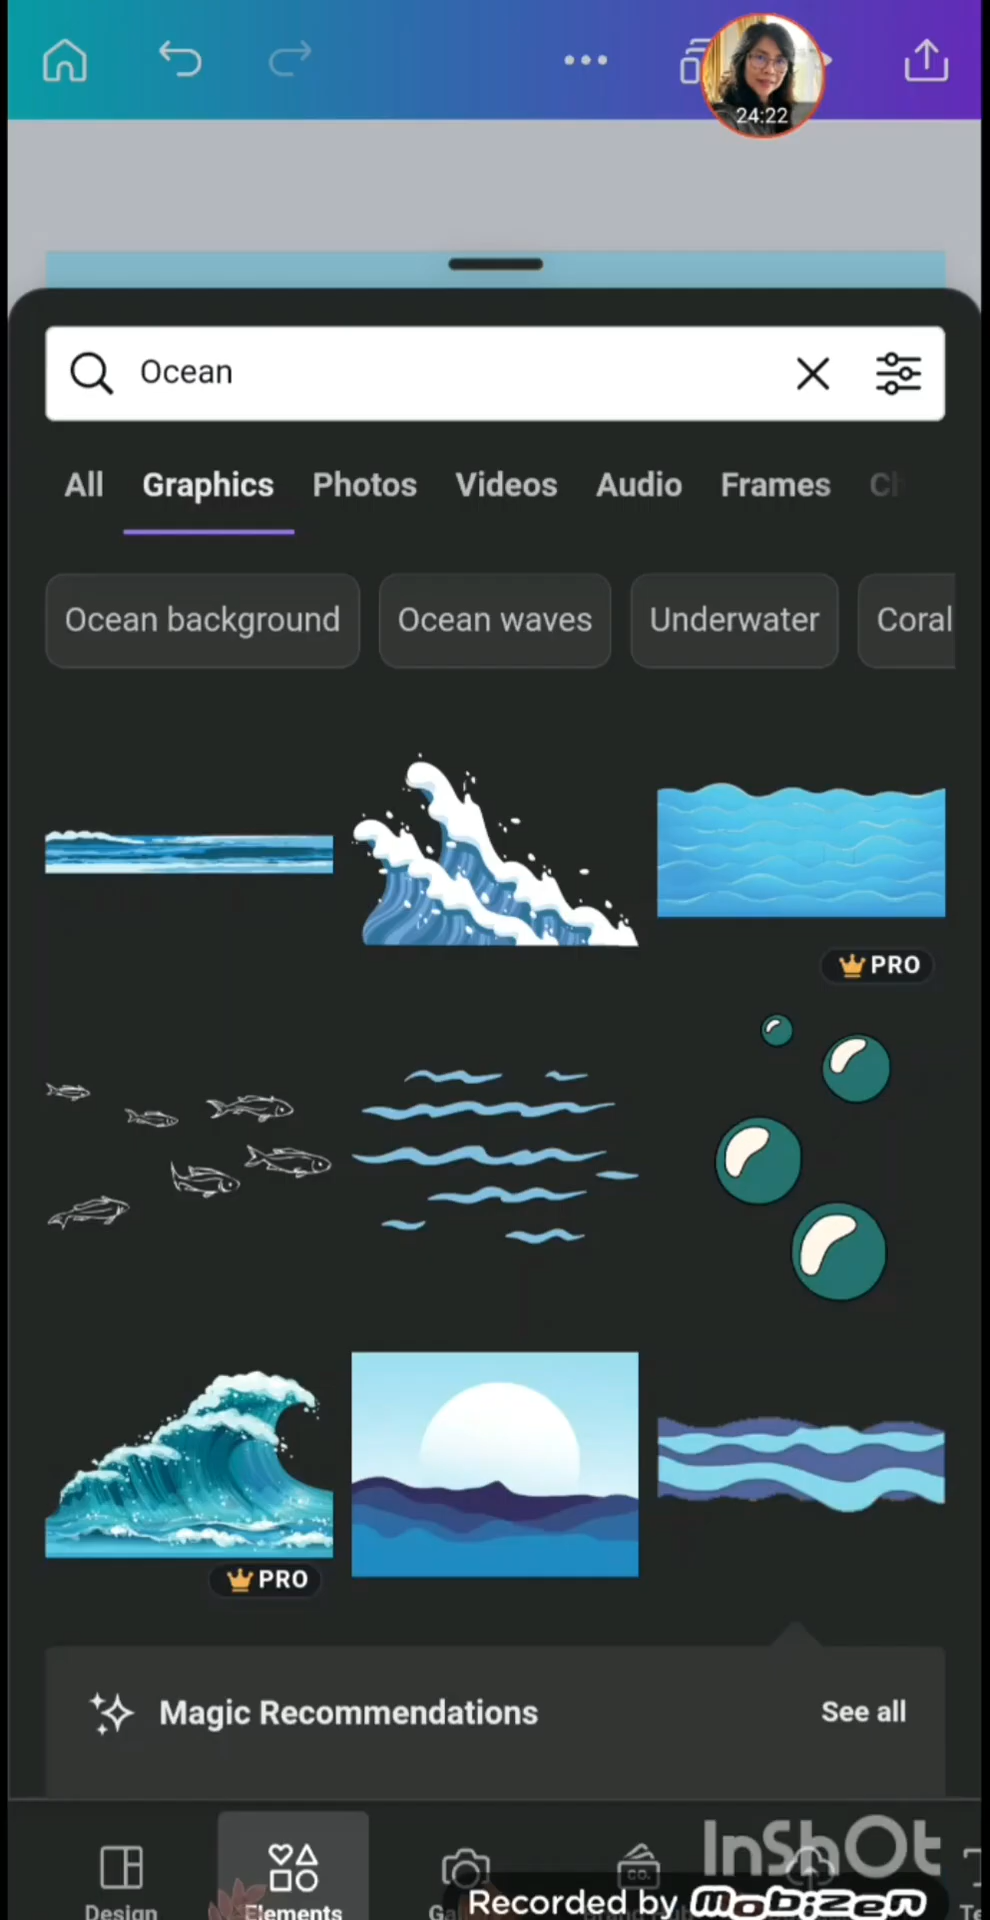 24:22
Ocean
All Graphics Photos Videos Audio Frames Ch
Ocean background Ocean waves Underwater Coral
PRO
PRO
Magic Recommendations See all
InShOt
Design Elements
Recorded by MOBIZEN